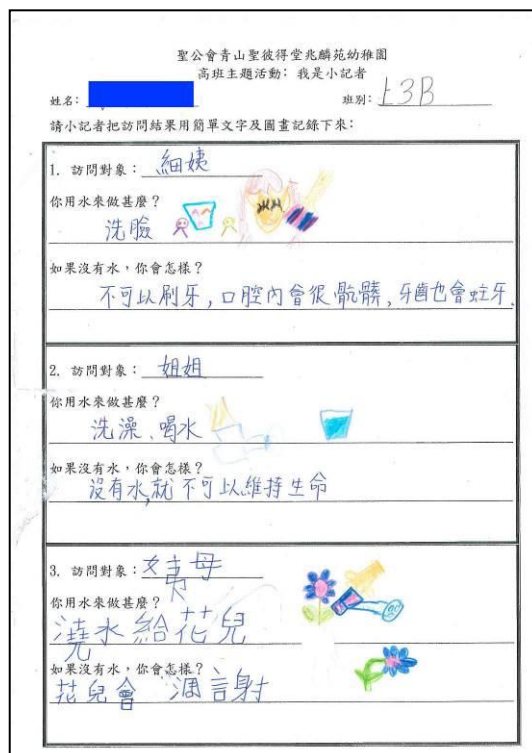 聖公會青山聖彼得堂兆麟苑幼稚園
高班主題活動：我是小記者
姓名： 班別：K3B
請小記者把訪問結果用簡單文字及圖畫記錄下來：
1. 訪問對象：細姨
你用水來做甚麼？
洗臉
如果沒有水，你會怎樣？
不可以刷牙，口腔內會很骯髒，牙齒也會蛀牙。
2. 訪問對象：姐姐
你用水來做甚麼？
洗澡、喝水
如果沒有水，你會怎樣？
沒有水，就不可以維持生命
3. 訪問對象：姨母
你用水來做甚麼？
澆水給花兒
如果沒有水，你會怎樣？
花兒會凋謝